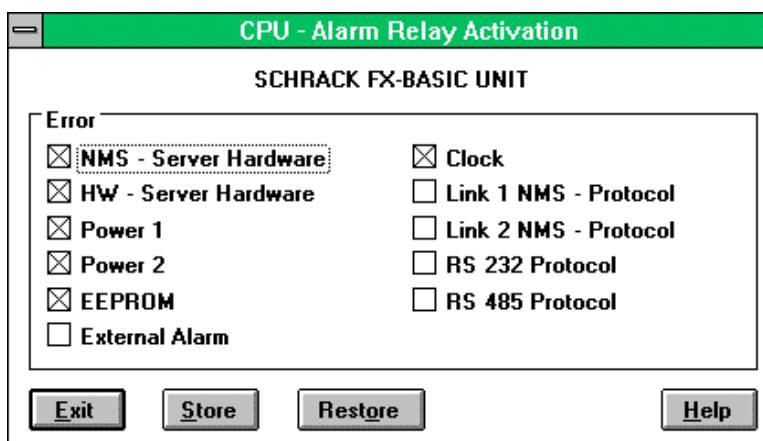 CPU - Alarm Relay Activation
SCHRACK FX-BASIC UNIT
Error
NMS - Server Hardware
HW - Server Hardware
Power 1
Power 2
EEPROM
External Alarm
Clock
Link 1 NMS - Protocol
Link 2 NMS - Protocol
RS 232 Protocol
RS 485 Protocol
Exit Store Restore Help